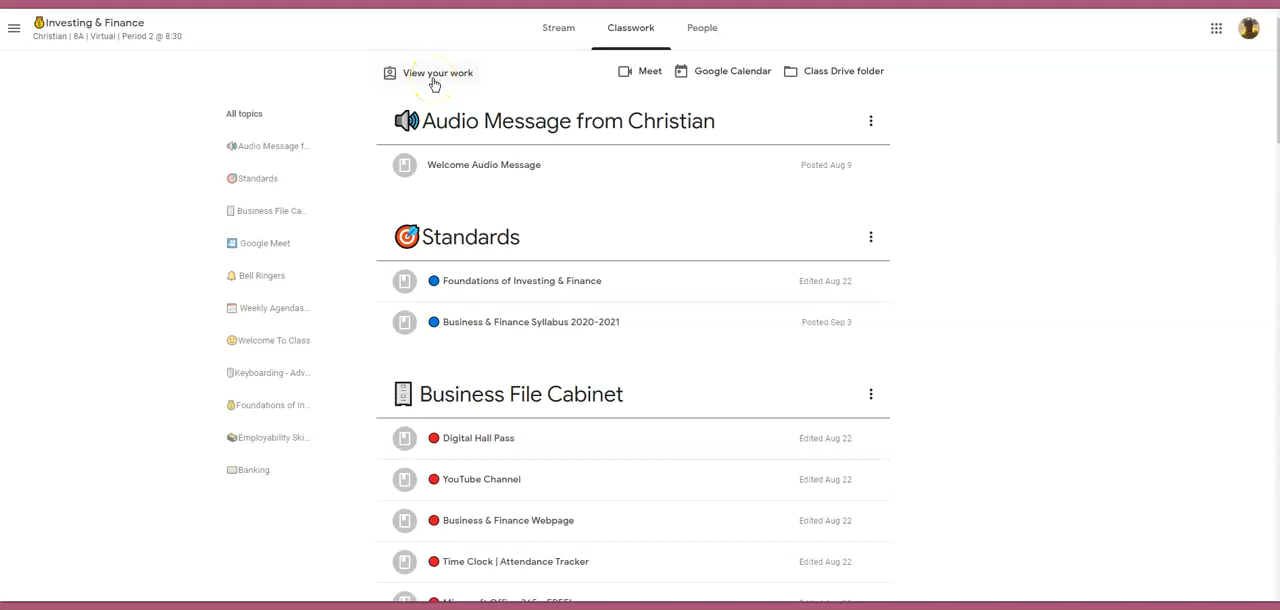 Investing & Finance
Christian | 8A | Virtual | Period 2 @ 8:30
Stream
Classwork
People
View your work
Meet
Google Calendar
Class Drive folder
All topics
Audio Message f...
Standards
Business File Ca...
Google Meet
Bell Ringers
Weekly Agendas...
Welcome To Class
Keyboarding - Adv...
Foundations of In...
Employability Ski...
Banking
Audio Message from Christian
Welcome Audio Message
Posted Aug 9
Standards
Foundations of Investing & Finance
Edited Aug 22
Business & Finance Syllabus 2020-2021
Posted Sep 3
Business File Cabinet
Digital Hall Pass
Edited Aug 22
YouTube Channel
Edited Aug 22
Business & Finance Webpage
Edited Aug 22
Time Clock | Attendance Tracker
Edited Aug 22